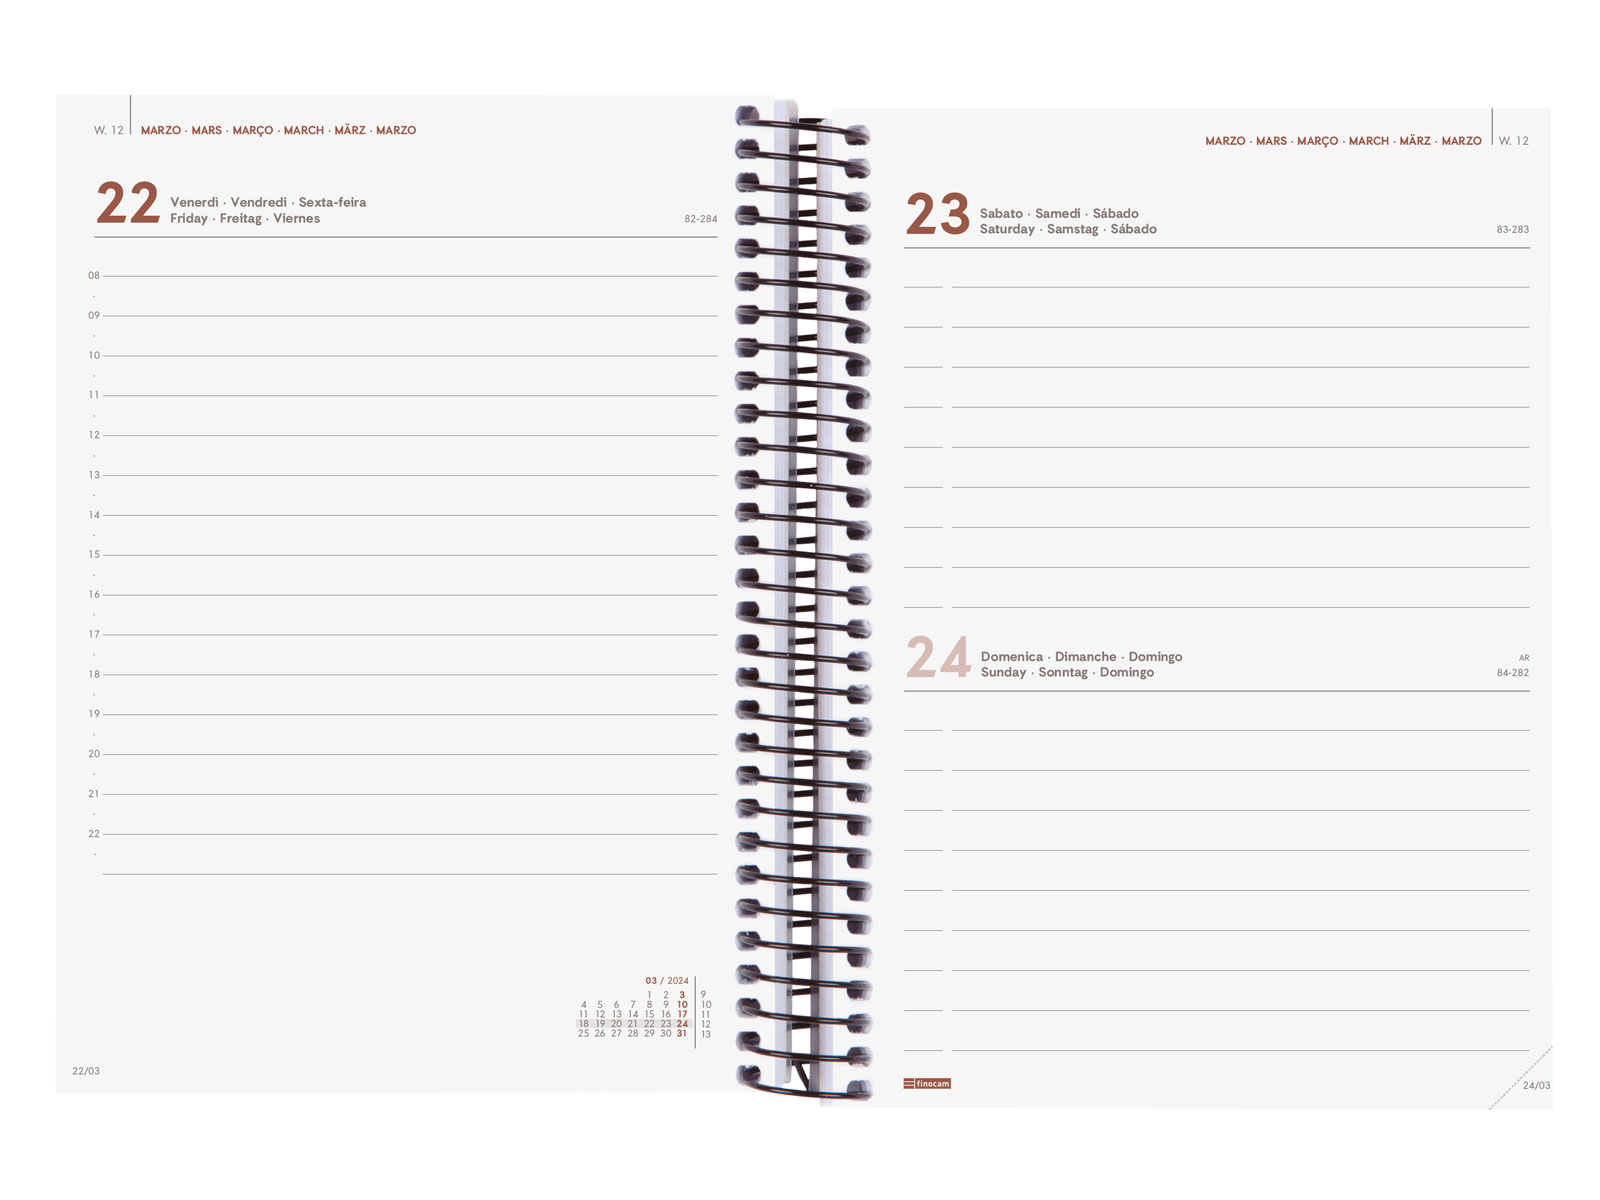 W. 12 MARZO · MARS · MARÇO · MARCH · MÄRZ · MARZO
22 Venerdì · Vendredi · Sexta-feira
Friday · Freitag · Viernes 82-284
08
09
10
11
12
13
14
15
16
17
18
19
20
21
22
03 / 2024
1 2 3 9
4 5 6 7 8 9 10 10
11 12 13 14 15 16 17 11
18 19 20 21 22 23 24 12
25 26 27 28 29 30 31 13
22/03
MARZO · MARS · MARÇO · MARCH · MÄRZ · MARZO W. 12
23 Sabato · Samedi · Sábado
Saturday · Samstag · Sábado 83-283
24 Domenica · Dimanche · Domingo AR
Sunday · Sonntag · Domingo 84-282
finocam
24/03